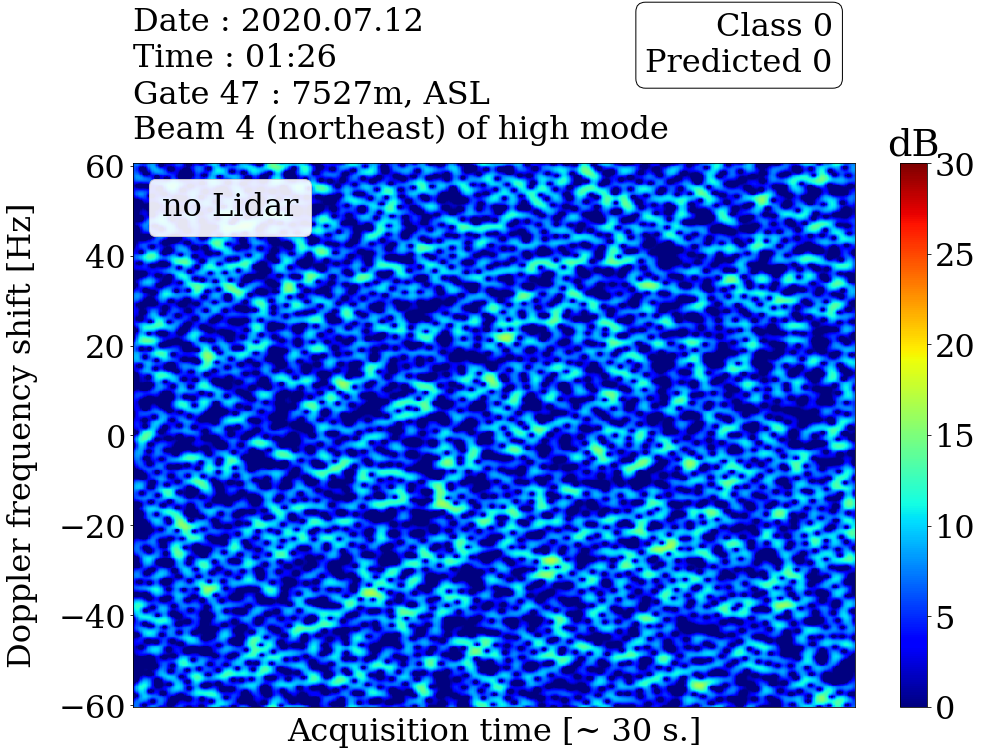 Date : 2020.07.12
Time : 01:26
Gate 47 : 7527m, ASL
Beam 4 (northeast) of high mode
Class 0
Predicted 0
dB
no Lidar
Doppler frequency shift [Hz]
60
40
20
0
−20
−40
−60
Acquisition time [~ 30 s.]
30
25
20
15
10
5
0